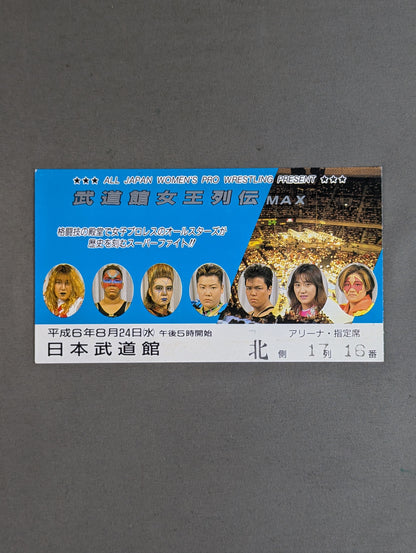 ★★★ ALL JAPAN WOMEN'S PRO WRESTLING PRESENT ★★★
武道館女王列伝 MAX
格闘技の殿堂で女子プロレスのオールスターズが
歴史を刻むスーパーファイト!!
平成6年8月24日(水) 午後5時開始
アリーナ・指定席
日本武道館
北側 17列 16番